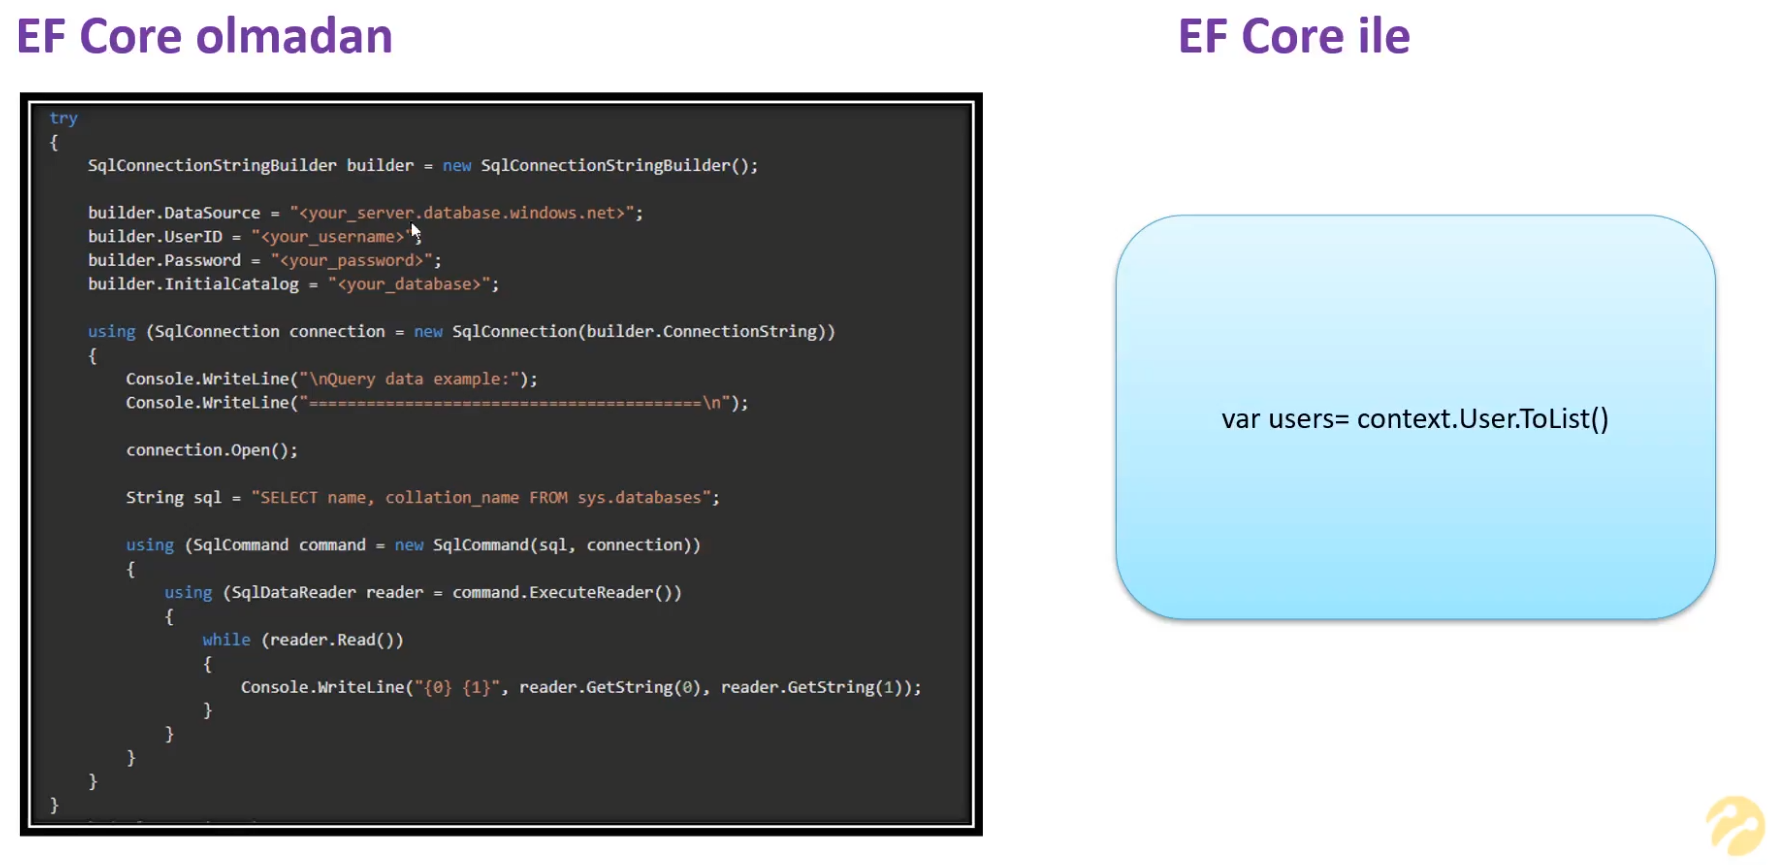 EF Core olmadan
EF Core ile
try
{
SqlConnectionStringBuilder builder = new SqlConnectionStringBuilder();
builder.DataSource = "<your_server.database.windows.net>";
builder.UserID = "<your_username>";
builder.Password = "<your_password>";
builder.InitialCatalog = "<your_database>";
using (SqlConnection connection = new SqlConnection(builder.ConnectionString))
{
Console.WriteLine("\nQuery data example:");
Console.WriteLine("=========================================\n");
connection.Open();
String sql = "SELECT name, collation_name FROM sys.databases";
using (SqlCommand command = new SqlCommand(sql, connection))
{
using (SqlDataReader reader = command.ExecuteReader())
{
while (reader.Read())
{
Console.WriteLine("{0} {1}", reader.GetString(0), reader.GetString(1));
}
}
}
}
}
var users= context.User.ToList()